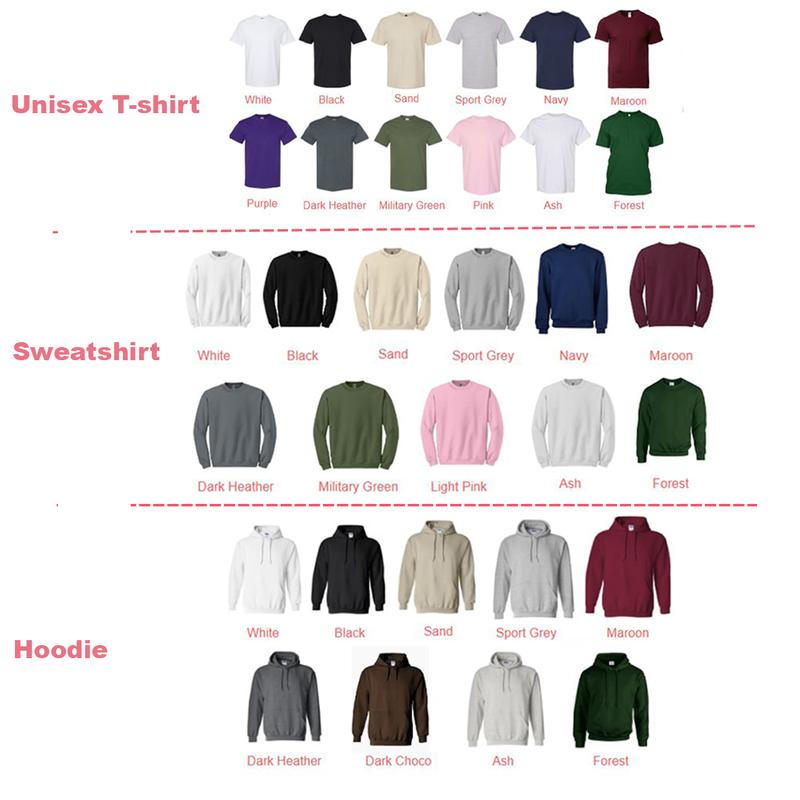 White Black Sand Sport Grey Navy Maroon
Unisex T-shirt
Purple Dark Heather Military Green Pink Ash Forest
White Black Sand Sport Grey Navy Maroon
Sweatshirt
Dark Heather Military Green Light Pink Ash Forest
White Black Sand Sport Grey Maroon
Hoodie
Dark Heather Dark Choco Ash Forest